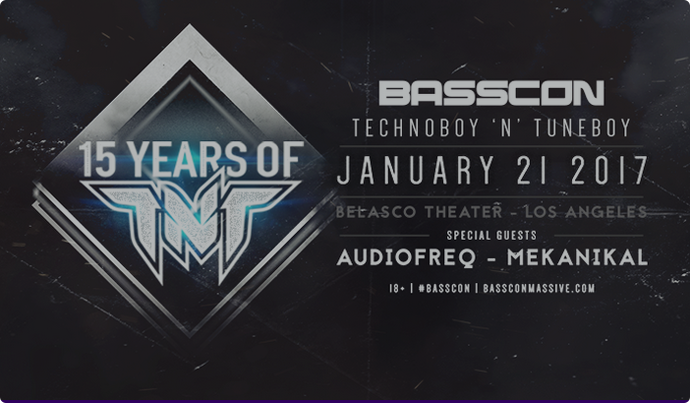 15 YEARS OF
TNT
BASSCON
TECHNOBOY 'N' TUNEBOY
JANUARY 21 2017
BELASCO THEATER - LOS ANGELES
SPECIAL GUESTS
AUDIOFREQ - MEKANIKAL
18+ | #BASSCON | BASSCONMASSIVE.COM